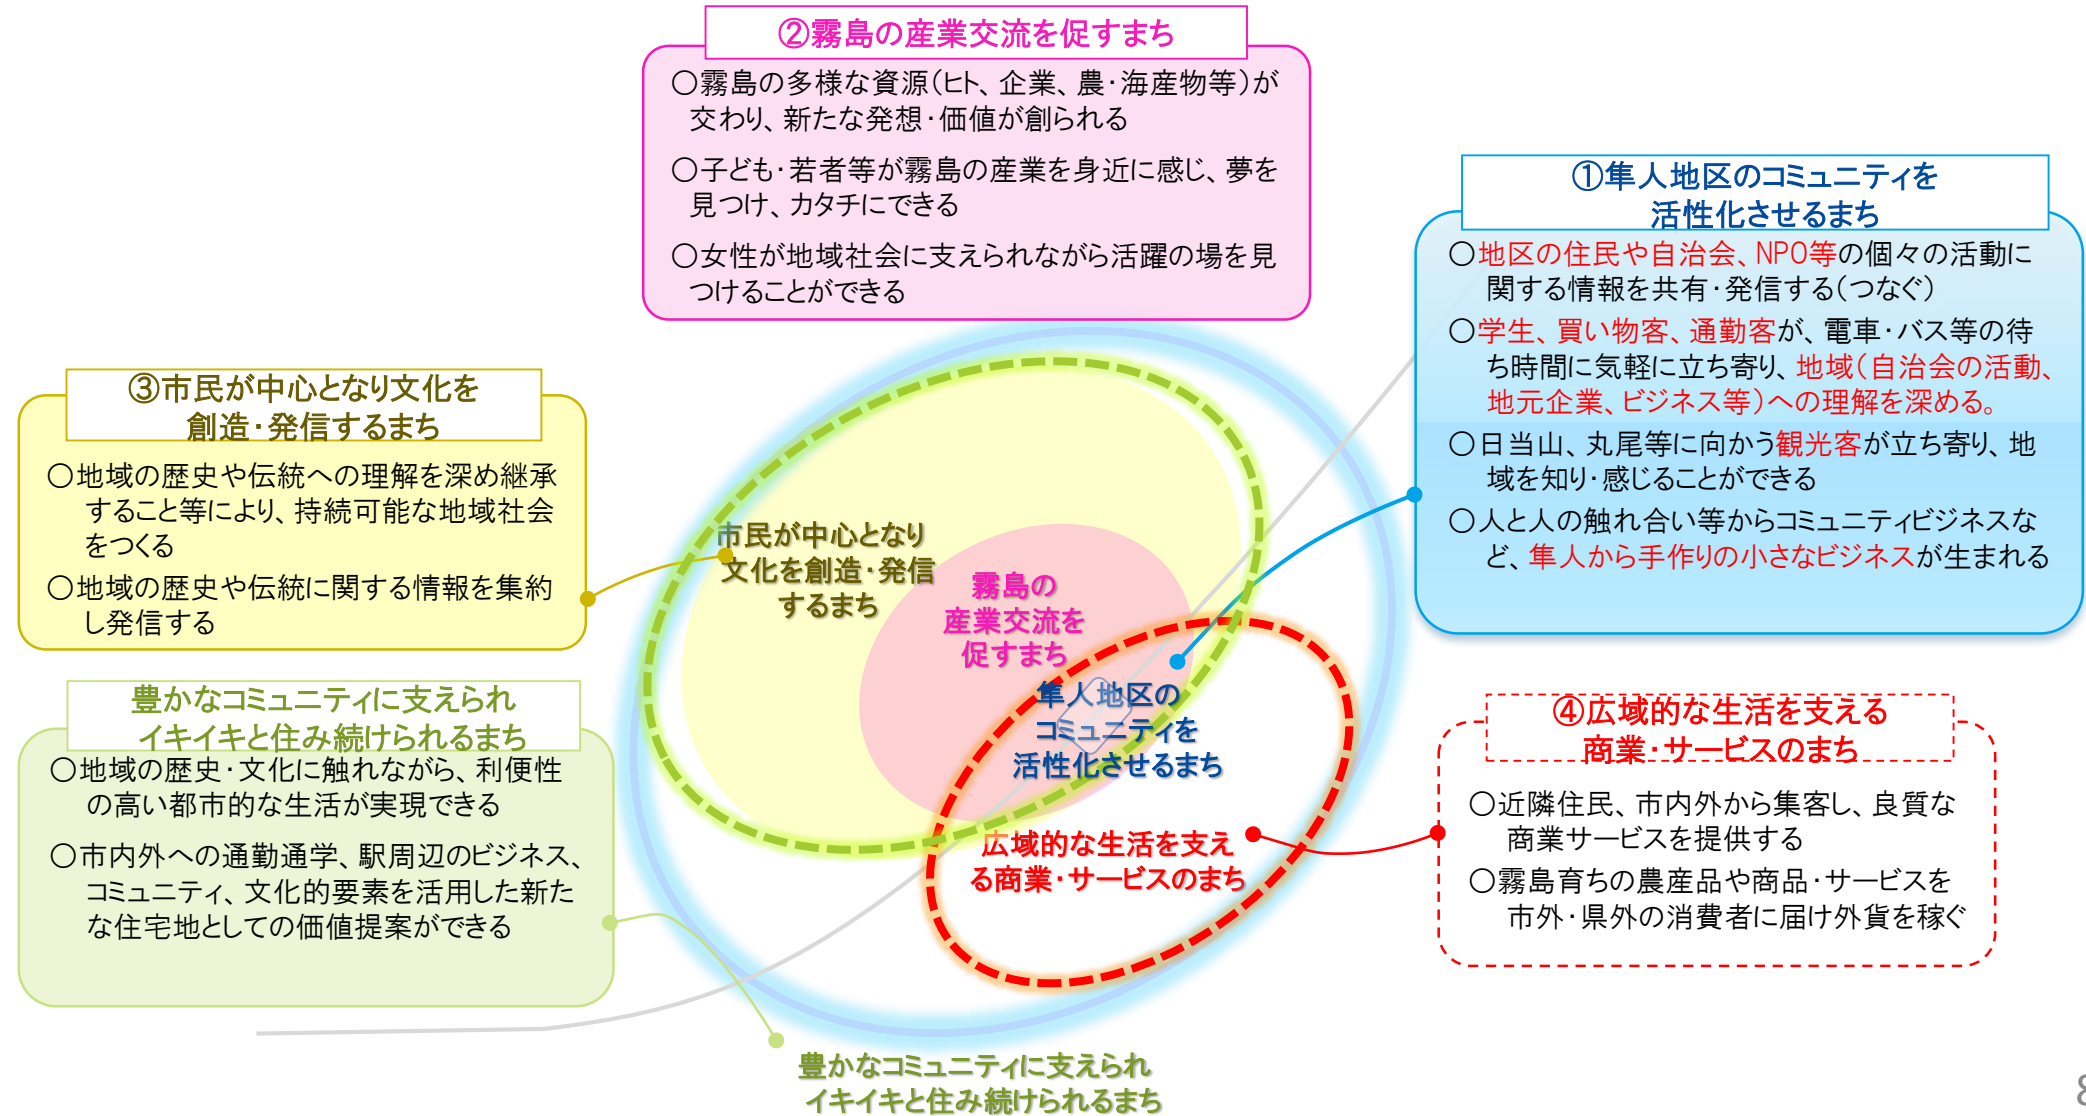 ②霧島の産業交流を促すまち
〇霧島の多様な資源（ヒト、企業、農・海産物等）が
交わり、新たな発想・価値が創られる
〇子ども・若者等が霧島の産業を身近に感じ、夢を
見つけ、カタチにできる
〇女性が地域社会に支えられながら活躍の場を見
つけることができる
①隼人地区のコミュニティを
活性化させるまち
〇地区の住民や自治会、NPO等の個々の活動に
関する情報を共有・発信する（つなぐ）
〇学生、買い物客、通勤客が、電車・バス等の待
ち時間に気軽に立ち寄り、地域（自治会の活動、
地元企業、ビジネス等）への理解を深める。
〇日当山、丸尾等に向かう観光客が立ち寄り、地
域を知り・感じることができる
〇人と人の触れ合い等からコミュニティビジネスな
ど、隼人から手作りの小さなビジネスが生まれる
③市民が中心となり文化を
創造・発信するまち
〇地域の歴史や伝統への理解を深め継承
すること等により、持続可能な地域社会
をつくる
〇地域の歴史や伝統に関する情報を集約
し発信する
市民が中心となり
文化を創造・発信
するまち
霧島の
産業交流を
促すまち
隼人地区の
コミュニティを
活性化させるまち
広域的な生活を支え
る商業・サービスのまち
豊かなコミュニティに支えられ
イキイキと住み続けられるまち
〇地域の歴史・文化に触れながら、利便性
の高い都市的な生活が実現できる
〇市内外への通勤通学、駅周辺のビジネス、
コミュニティ、文化的要素を活用した新た
な住宅地としての価値提案ができる
④広域的な生活を支える
商業・サービスのまち
〇近隣住民、市内外から集客し、良質な
商業サービスを提供する
〇霧島育ちの農産品や商品・サービスを
市外・県外の消費者に届け外貨を稼ぐ
豊かなコミュニティに支えられ
イキイキと住み続けられるまち
8